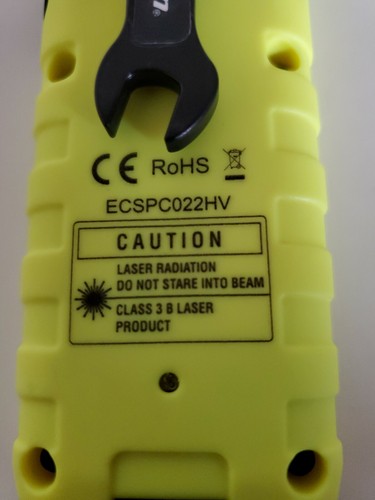 CE RoHS
ECSPC022HV
CAUTION
LASER RADIATION
DO NOT STARE INTO BEAM
CLASS 3 B LASER
PRODUCT